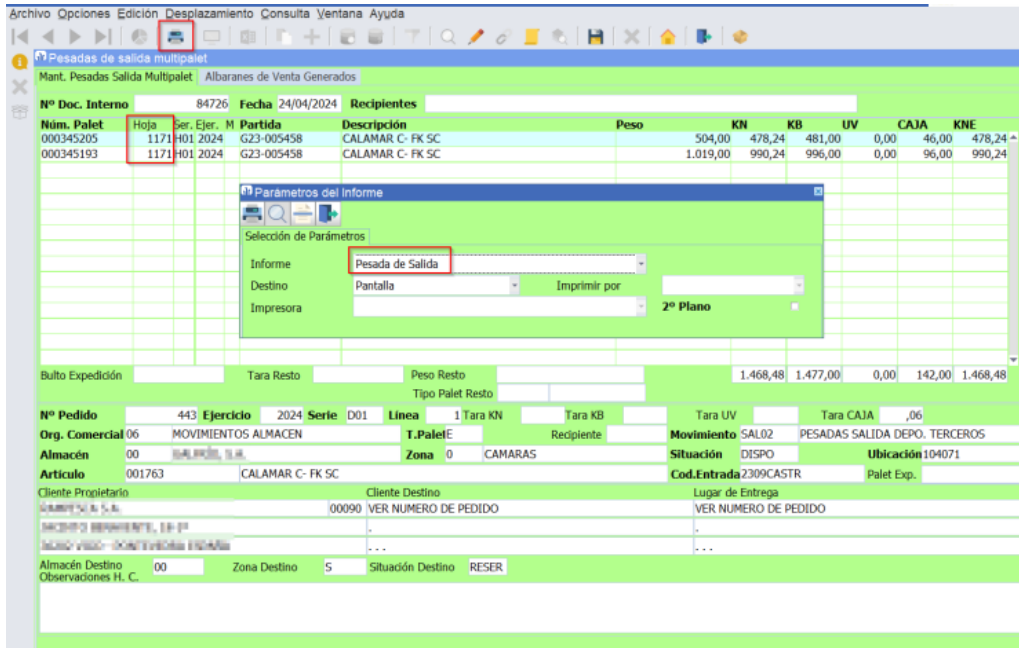 Archivo Opciones Edición Desplazamiento Consulta Ventana Ayuda
Pesadas de salida multipalet
Mant. Pesadas Salida Multipalet Albaranes de Venta Generados
Nº Doc. Interno 84726 Fecha 24/04/2024 Recipientes
Núm. Palet Hoja Ser. Ejer. M Partida Descripción Peso KN KB UV CAJA KNE
000345205 1171 H01 2024 G23-005458 CALAMAR C- FK SC 504,00 478,24 481,00 0,00 46,00 478,24
000345193 1171 H01 2024 G23-005458 CALAMAR C- FK SC 1.019,00 990,24 996,00 0,00 96,00 990,24
Parámetros del Informe
Selección de Parámetros
Informe Pesada de Salida
Destino Pantalla Imprimir por
Impresora 2º Plano
Bulto Expedición Tara Resto Peso Resto 1.468,48 1.477,00 0,00 142,00 1.468,48
Tipo Palet Resto
Nº Pedido 443 Ejercicio 2024 Serie D01 Línea 1 Tara KN Tara KB Tara UV Tara CAJA ,06
Org. Comercial 06 MOVIMIENTOS ALMACEN T.Palet E Recipiente Movimiento SAL02 PESADAS SALIDA DEPO. TERCEROS
Almacén 00 Zona 0 CAMARAS Situación DISPO Ubicación 104071
Artículo 001763 CALAMAR C- FK SC Cod.Entrada 2309CASTR Palet Exp.
Cliente Propietario Cliente Destino Lugar de Entrega
00090 VER NUMERO DE PEDIDO VER NUMERO DE PEDIDO
. .
. . . . . .
Almacén Destino 00 Zona Destino S Situación Destino RESER
Observaciones H. C.